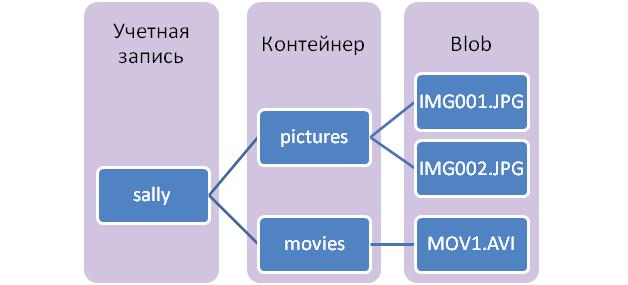 Учетная
запись
Контейнер
Blob
sally
pictures
movies
IMG001.JPG
IMG002.JPG
MOV1.AVI